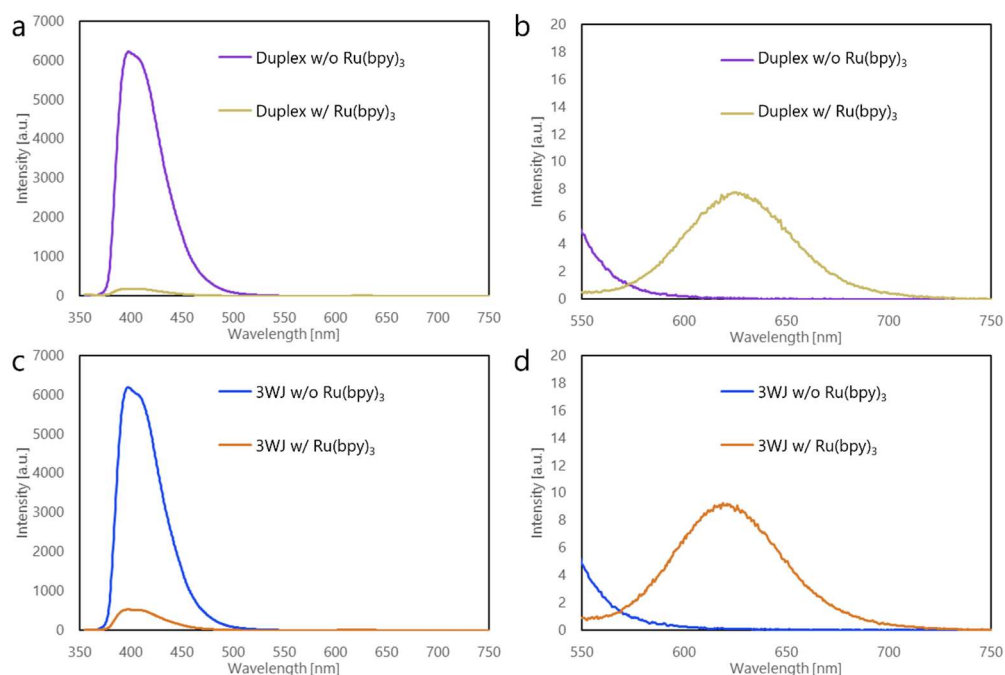 a
7000
6000
5000
4000
3000
2000
1000
0
Intensity [a.u.]
Duplex w/o Ru(bpy)₃
Duplex w/ Ru(bpy)₃
350 400 450 500 550 600 650 700 750
Wavelength [nm]
b
20
18
16
14
12
10
8
6
4
2
0
Intensity [a.u.]
Duplex w/o Ru(bpy)₃
Duplex w/ Ru(bpy)₃
550 600 650 700 750
Wavelength [nm]
c
7000
6000
5000
4000
3000
2000
1000
0
Intensity [a.u.]
3WJ w/o Ru(bpy)₃
3WJ w/ Ru(bpy)₃
350 400 450 500 550 600 650 700 750
Wavelength [nm]
d
20
18
16
14
12
10
8
6
4
2
0
Intensity [a.u.]
3WJ w/o Ru(bpy)₃
3WJ w/ Ru(bpy)₃
550 600 650 700 750
Wavelength [nm]